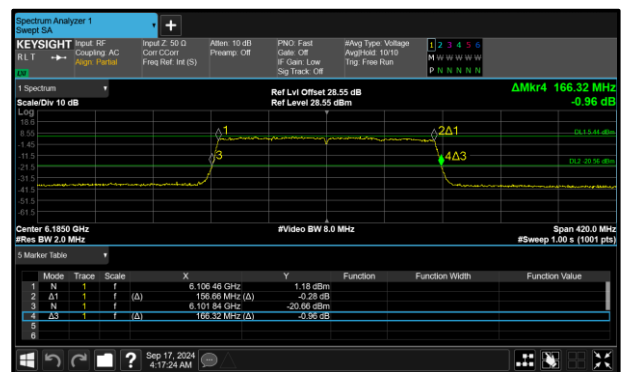 Spectrum Analyzer 1
Swept SA
+
KEYSIGHT Input: RF Input Z: 50 Ω Atten: 10 dB PNO: Fast #Avg Type: Voltage 1 2 3 4 5 6
RLT Coupling: AC Corr CCorr Preamp: Off Gate: Off Avg|Hold: 10/10 M W W W W W
Align: Partial Freq Ref: Int (S) IF Gain: Low Trig: Free Run
Sig Track: Off P N N N N N
1 Spectrum ΔMkr4 166.32 MHz
Ref Lvl Offset 28.55 dB
Scale/Div 10 dB Ref Level 28.55 dBm -0.96 dB
Log
18.6
8.55 1 2Δ1 DL1 5.44 dBm
-1.45
-11.5 3 4Δ3
-21.5 DL2 -20.56 dBm
-31.5
-41.5
-51.5
-61.5
Center 6.1850 GHz #Video BW 8.0 MHz Span 420.0 MHz
#Res BW 2.0 MHz #Sweep 1.00 s (1001 pts)
5 Marker Table
Mode Trace Scale X Y Function Function Width Function Value
1 N 1 f 6.106 46 GHz 1.18 dBm
2 Δ1 1 f (Δ) 156.66 MHz (Δ) -0.28 dB
3 N 1 f 6.101 84 GHz -20.66 dBm
4 Δ3 1 f (Δ) 166.32 MHz (Δ) -0.96 dB
5
6
? Sep 17, 2024
4:17:24 AM